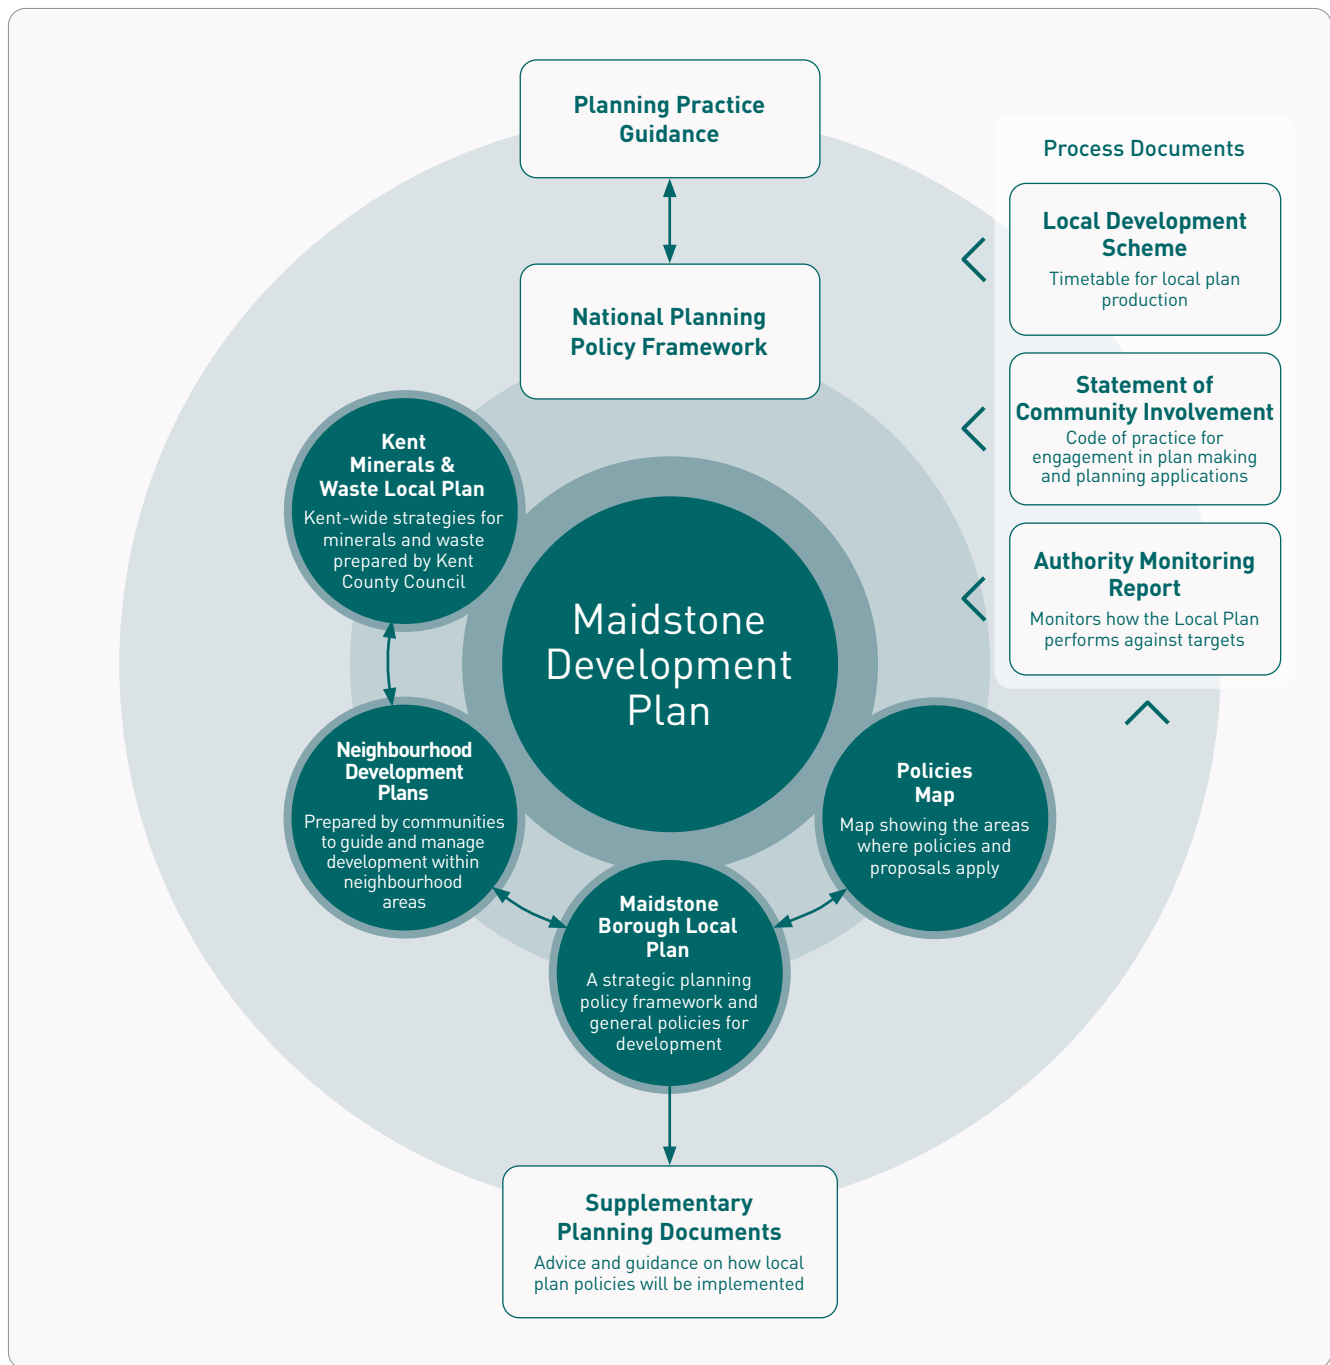 Planning Practice
Guidance
Process Documents
Local Development
Scheme
Timetable for local plan
production
National Planning
Policy Framework
Statement of
Community Involvement
Code of practice for
engagement in plan making
and planning applications
Kent
Minerals &
Waste Local Plan
Kent-wide strategies for
minerals and waste
prepared by Kent
County Council
Authority Monitoring
Report
Monitors how the Local Plan
performs against targets
Maidstone
Development
Plan
Neighbourhood
Development
Plans
Prepared by communities
to guide and manage
development within
neighbourhood
areas
Policies
Map
Map showing the areas
where policies and
proposals apply
Maidstone
Borough Local
Plan
A strategic planning
policy framework and
general policies for
development
Supplementary
Planning Documents
Advice and guidance on how local
plan policies will be implemented